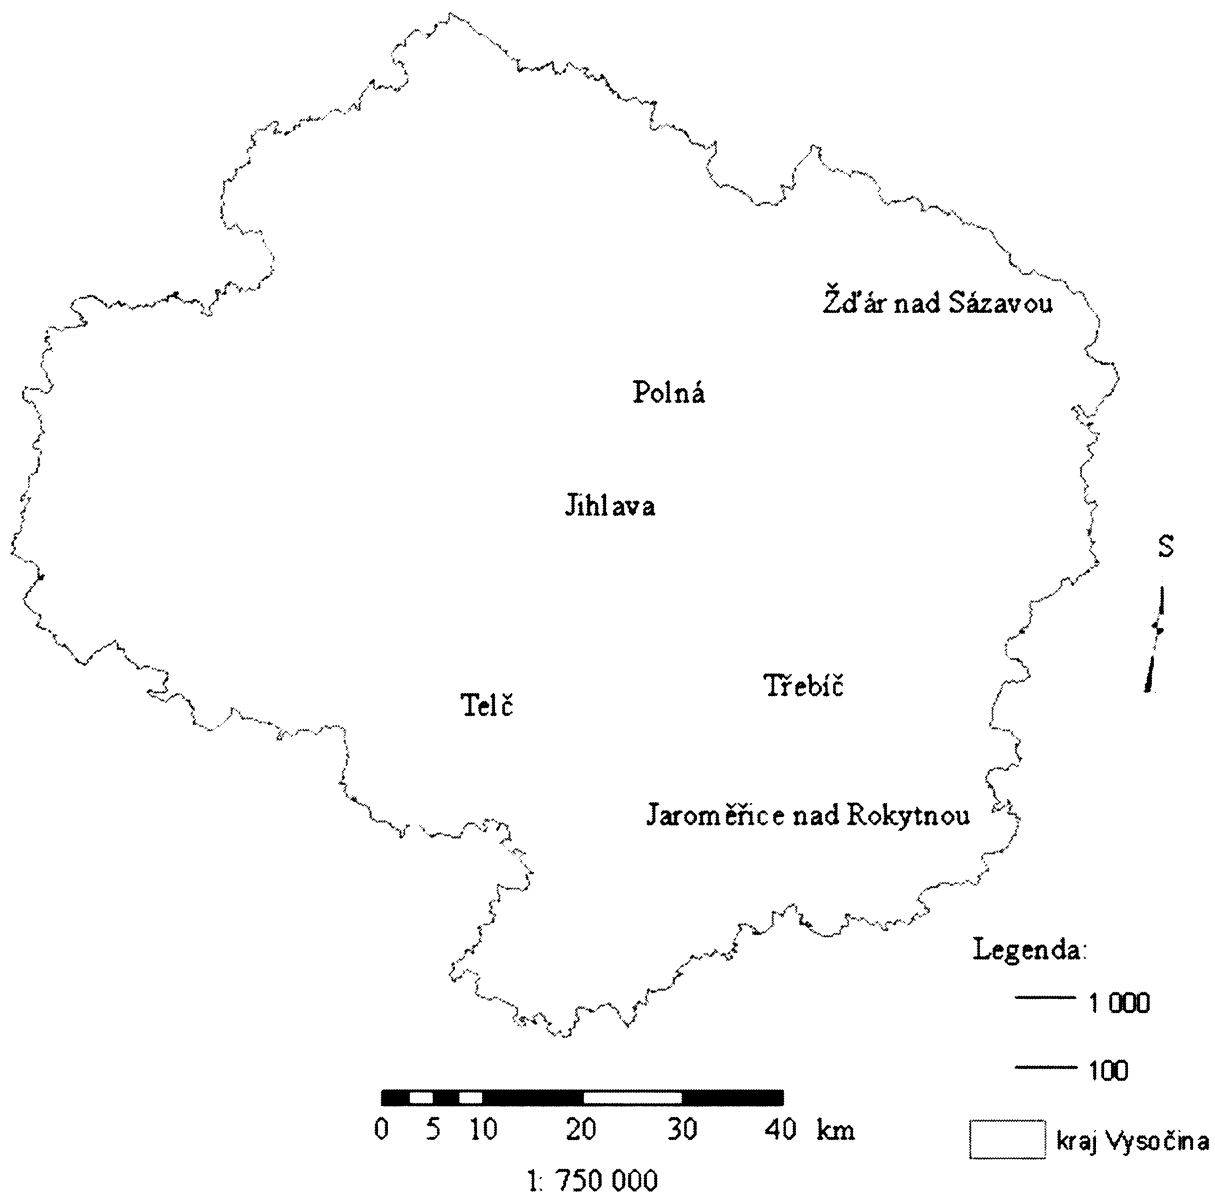 Žďár nad Sázavou
Polná
Jihlava
S
Třebíč
Telč
Jaroměřice nad Rokytnou
Legenda:
1 000
100
kraj Vysočina
0 5 10 20 30 40 km
1: 750 000